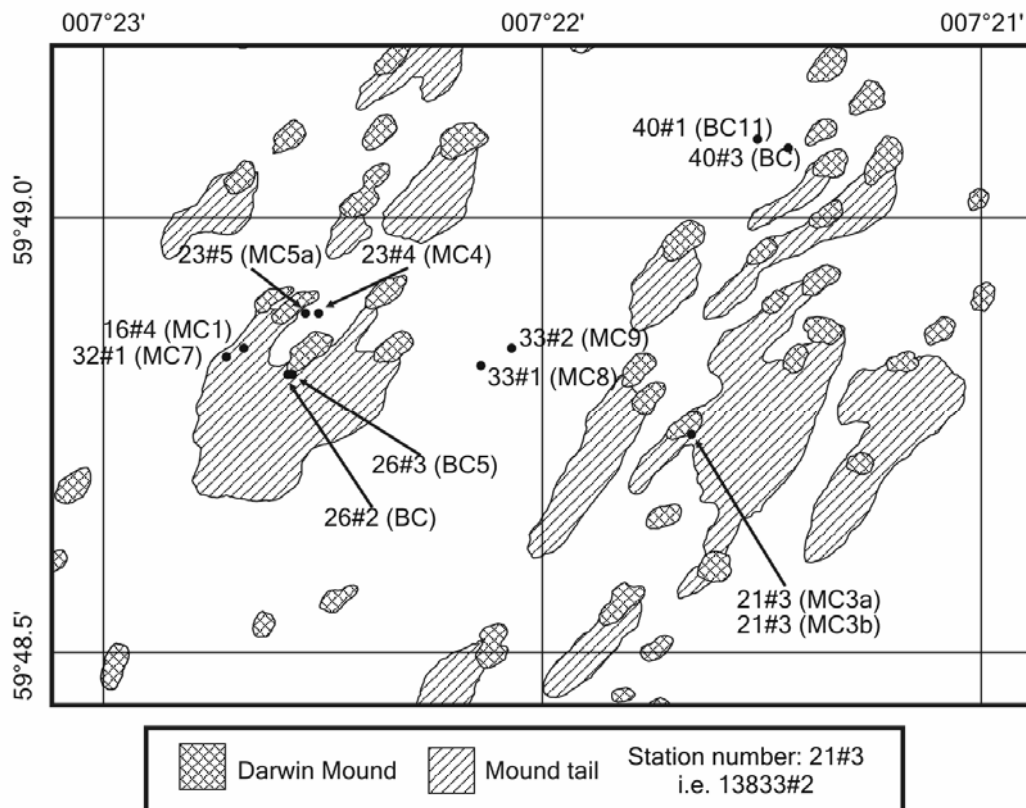 007°23' 007°22' 007°21'
40#1 (BC11)
40#3 (BC)
59°49.0'
23#5 (MC5a) 23#4 (MC4)
16#4 (MC1)
32#1 (MC7)
33#2 (MC9)
33#1 (MC8)
26#3 (BC5)
26#2 (BC)
21#3 (MC3a)
21#3 (MC3b)
59°48.5'
Darwin Mound Mound tail Station number: 21#3
i.e. 13833#2